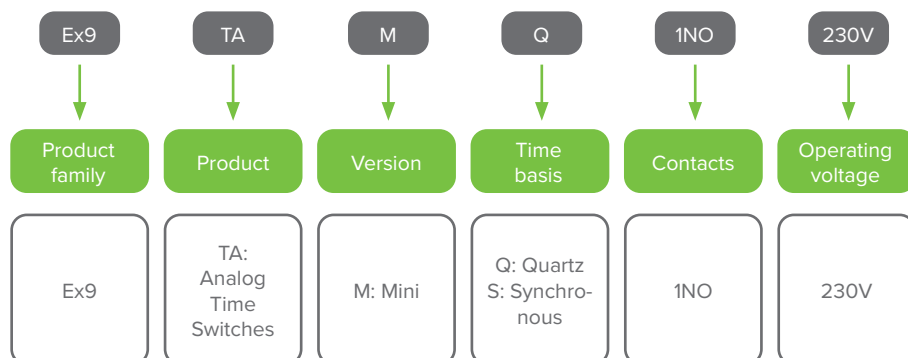 Ex9
TA
M
Q
1NO
230V
Product
family
Product
Version
Time
basis
Contacts
Operating
voltage
Ex9
TA:
Analog
Time
Switches
M: Mini
Q: Quartz
S: Synchro-
nous
1NO
230V